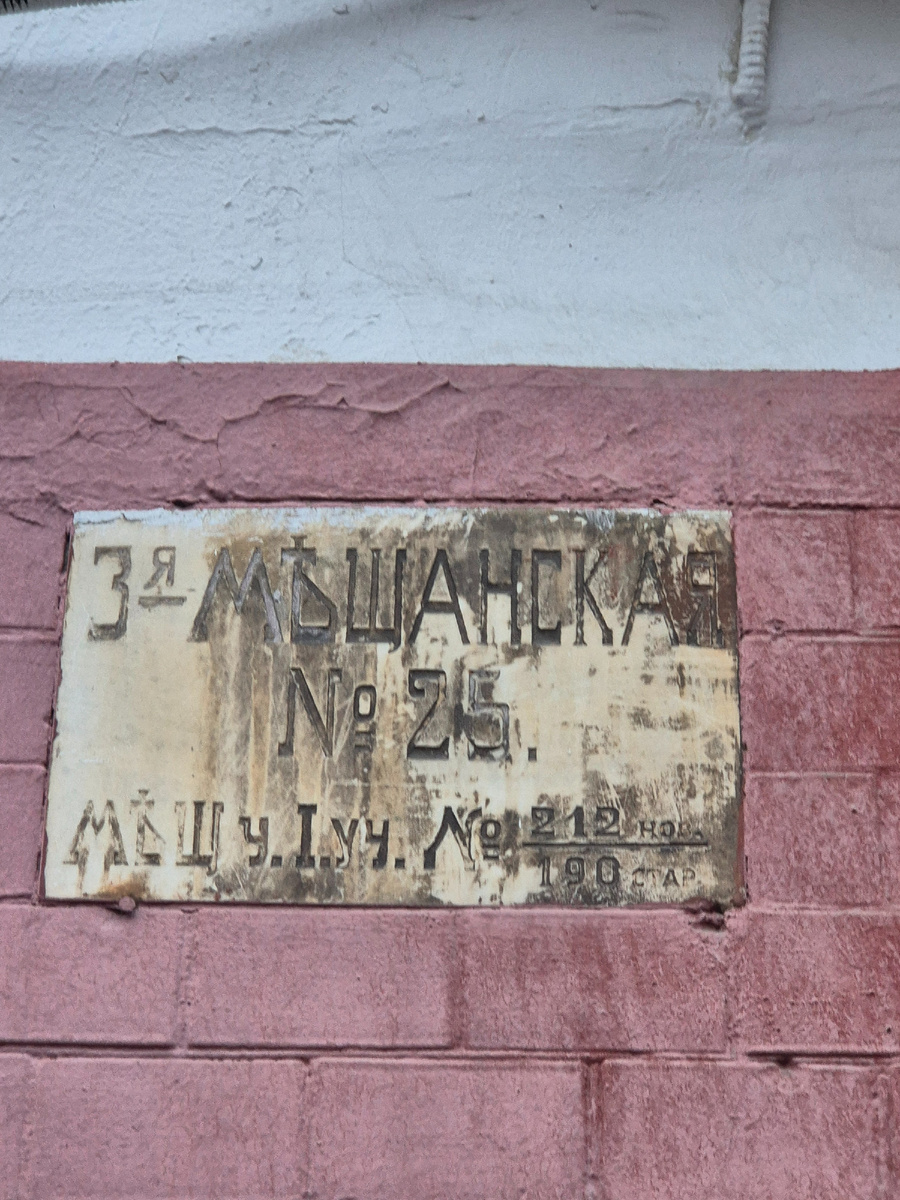 3я МѢЩАНСКАЯ
№ 25.
МѢЩ у. I. уч. № 212 нов.
190 стар.